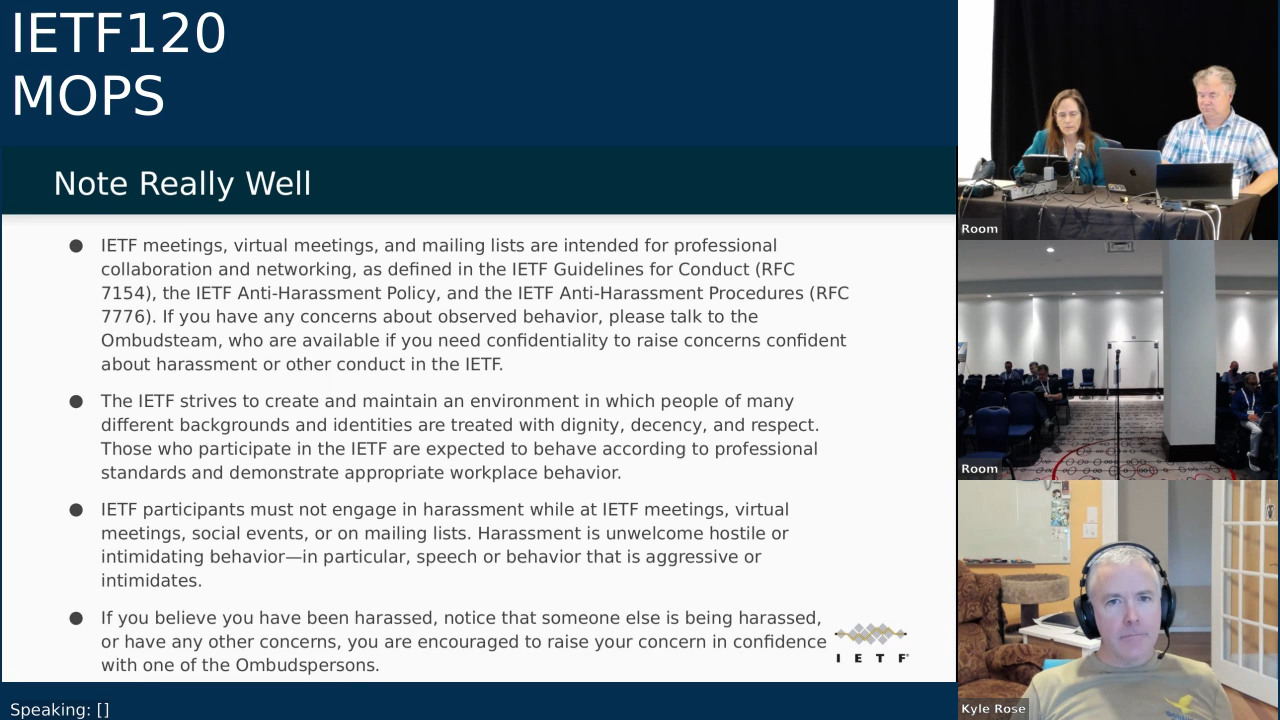 IETF120
MOPS
Note Really Well
● IETF meetings, virtual meetings, and mailing lists are intended for professional
collaboration and networking, as defined in the IETF Guidelines for Conduct (RFC
7154), the IETF Anti-Harassment Policy, and the IETF Anti-Harassment Procedures (RFC
7776). If you have any concerns about observed behavior, please talk to the
Ombudsteam, who are available if you need confidentiality to raise concerns confident
about harassment or other conduct in the IETF.
● The IETF strives to create and maintain an environment in which people of many
different backgrounds and identities are treated with dignity, decency, and respect.
Those who participate in the IETF are expected to behave according to professional
standards and demonstrate appropriate workplace behavior.
● IETF participants must not engage in harassment while at IETF meetings, virtual
meetings, social events, or on mailing lists. Harassment is unwelcome hostile or
intimidating behavior—in particular, speech or behavior that is aggressive or
intimidates.
● If you believe you have been harassed, notice that someone else is being harassed,
or have any other concerns, you are encouraged to raise your concern in confidence
with one of the Ombudspersons.
I E T F®
Speaking: []
Room
Room
Kyle Rose